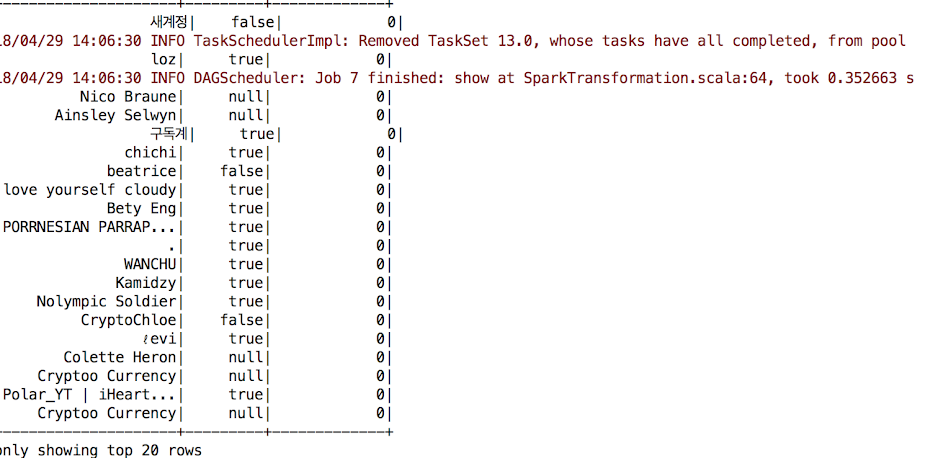 새계정|    false|            0|
18/04/29 14:06:30 INFO TaskSchedulerImpl: Removed TaskSet 13.0, whose tasks have all completed, from pool
loz|     true|            0|
18/04/29 14:06:30 INFO DAGScheduler: Job 7 finished: show at SparkTransformation.scala:64, took 0.352663 s
Nico Braune|     null|            0|
Ainsley Selwyn|     null|            0|
구독계|     true|            0|
chichi|     true|            0|
beatrice|    false|            0|
love yourself cloudy|     true|            0|
Bety Eng|     true|            0|
PORRNESIAN PARRAP...|     true|            0|
.|     true|            0|
WANCHU|     true|            0|
Kamidzy|     true|            0|
Nolympic Soldier|     true|            0|
CryptoChloe|    false|            0|
ℓevi|     true|            0|
Colette Heron|     null|            0|
Cryptoo Currency|     null|            0|
Polar_YT | iHeart...|     true|            0|
Cryptoo Currency|     null|            0|
--------------------+---------+-------------+
only showing top 20 rows